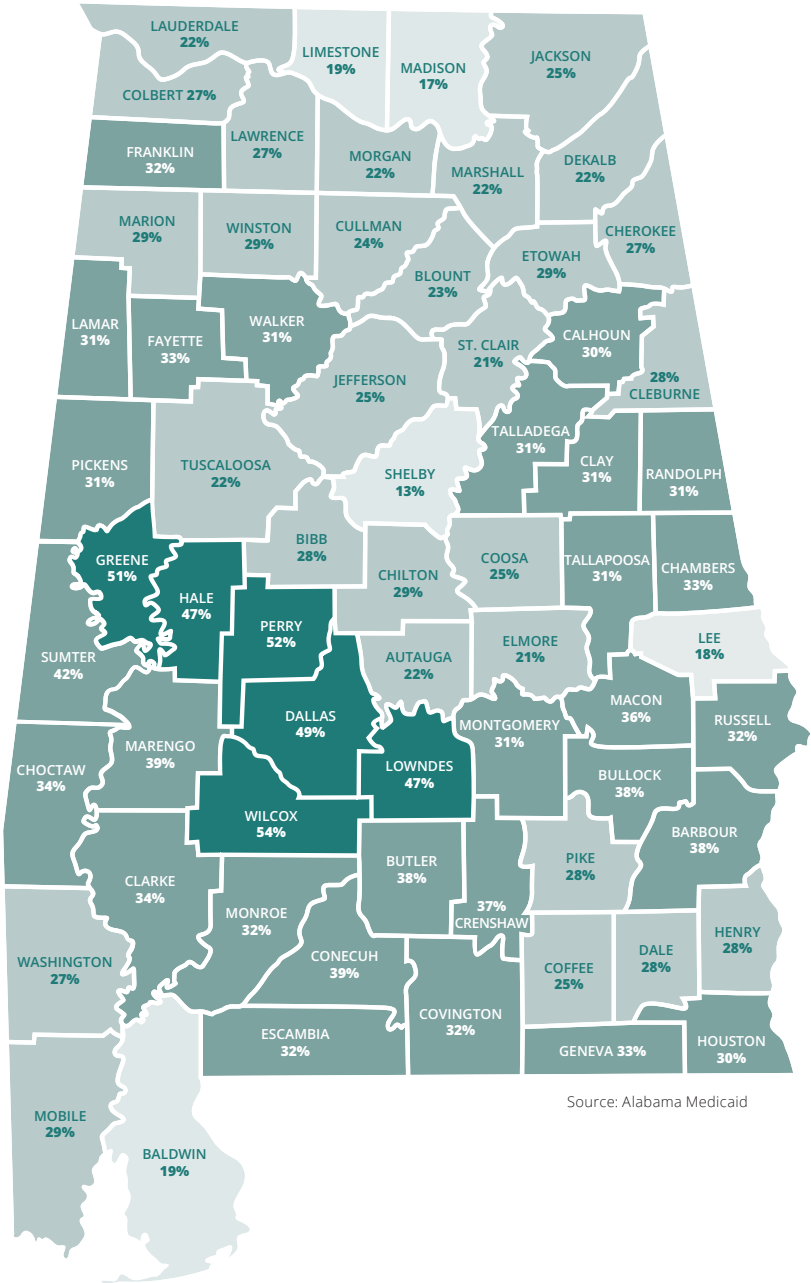 LAUDERDALE
22%
LIMESTONE
19%
MADISON
17%
JACKSON
25%
COLBERT 27%
FRANKLIN
32%
LAWRENCE
27%
MORGAN
22%
MARSHALL
22%
DEKALB
22%
MARION
29%
WINSTON
29%
CULLMAN
24%
BLOUNT
23%
ETOWAH
29%
CHEROKEE
27%
LAMAR
31%
FAYETTE
33%
WALKER
31%
JEFFERSON
25%
ST. CLAIR
21%
CALHOUN
30%
28%
CLEBURNE
PICKENS
31%
TUSCALOOSA
22%
SHELBY
13%
TALLADEGA
31%
CLAY
31%
RANDOLPH
31%
GREENE
51%
HALE
47%
BIBB
28%
CHILTON
29%
COOSA
25%
TALLAPOOSA
31%
CHAMBERS
33%
SUMTER
42%
PERRY
52%
AUTAUGA
22%
ELMORE
21%
LEE
18%
MACON
36%
RUSSELL
32%
CHOCTAW
34%
MARENGO
39%
DALLAS
49%
LOWNDES
47%
MONTGOMERY
31%
BULLOCK
38%
WILCOX
54%
BUTLER
38%
37%
CRENSHAW
PIKE
28%
BARBOUR
38%
CLARKE
34%
MONROE
32%
CONECUH
39%
WASHINGTON
27%
COVINGTON
32%
COFFEE
25%
DALE
28%
HENRY
28%
ESCAMBIA
32%
GENEVA 33%
HOUSTON
30%
MOBILE
29%
BALDWIN
19%
Source: Alabama Medicaid